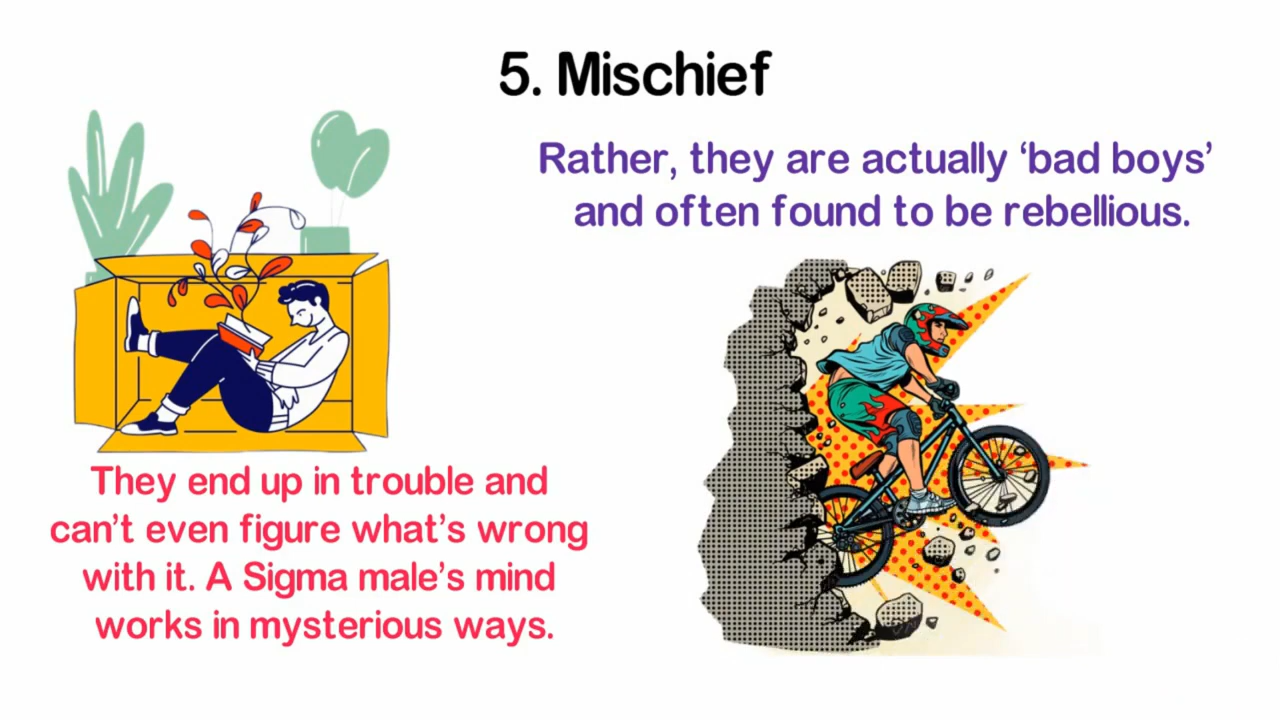 5. Mischief
Rather, they are actually ‘bad boys’
and often found to be rebellious.
They end up in trouble and
can’t even figure what’s wrong
with it. A Sigma male’s mind
works in mysterious ways.